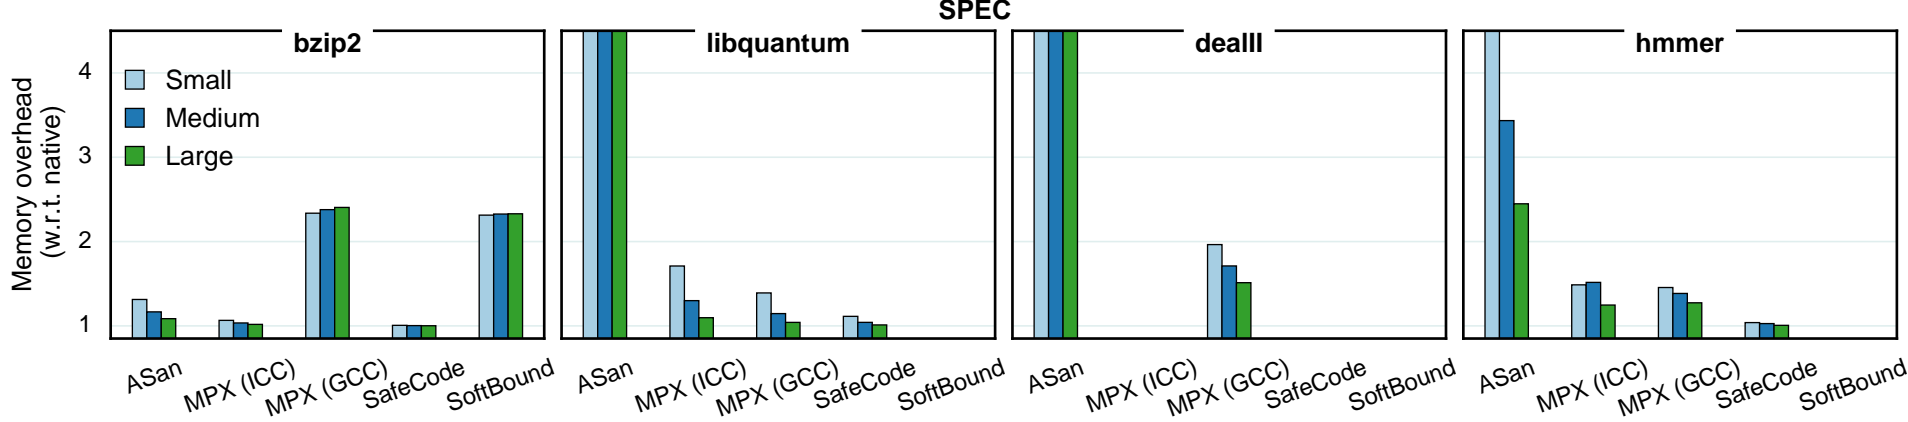 SPEC
bzip2
libquantum
dealII
hmmer
Memory overhead
(w.r.t. native)
4
3
2
1
Small
Medium
Large
ASan
MPX (ICC)
MPX (GCC)
SafeCode
SoftBound
ASan
MPX (ICC)
MPX (GCC)
SafeCode
SoftBound
ASan
MPX (ICC)
MPX (GCC)
SafeCode
SoftBound
ASan
MPX (ICC)
MPX (GCC)
SafeCode
SoftBound